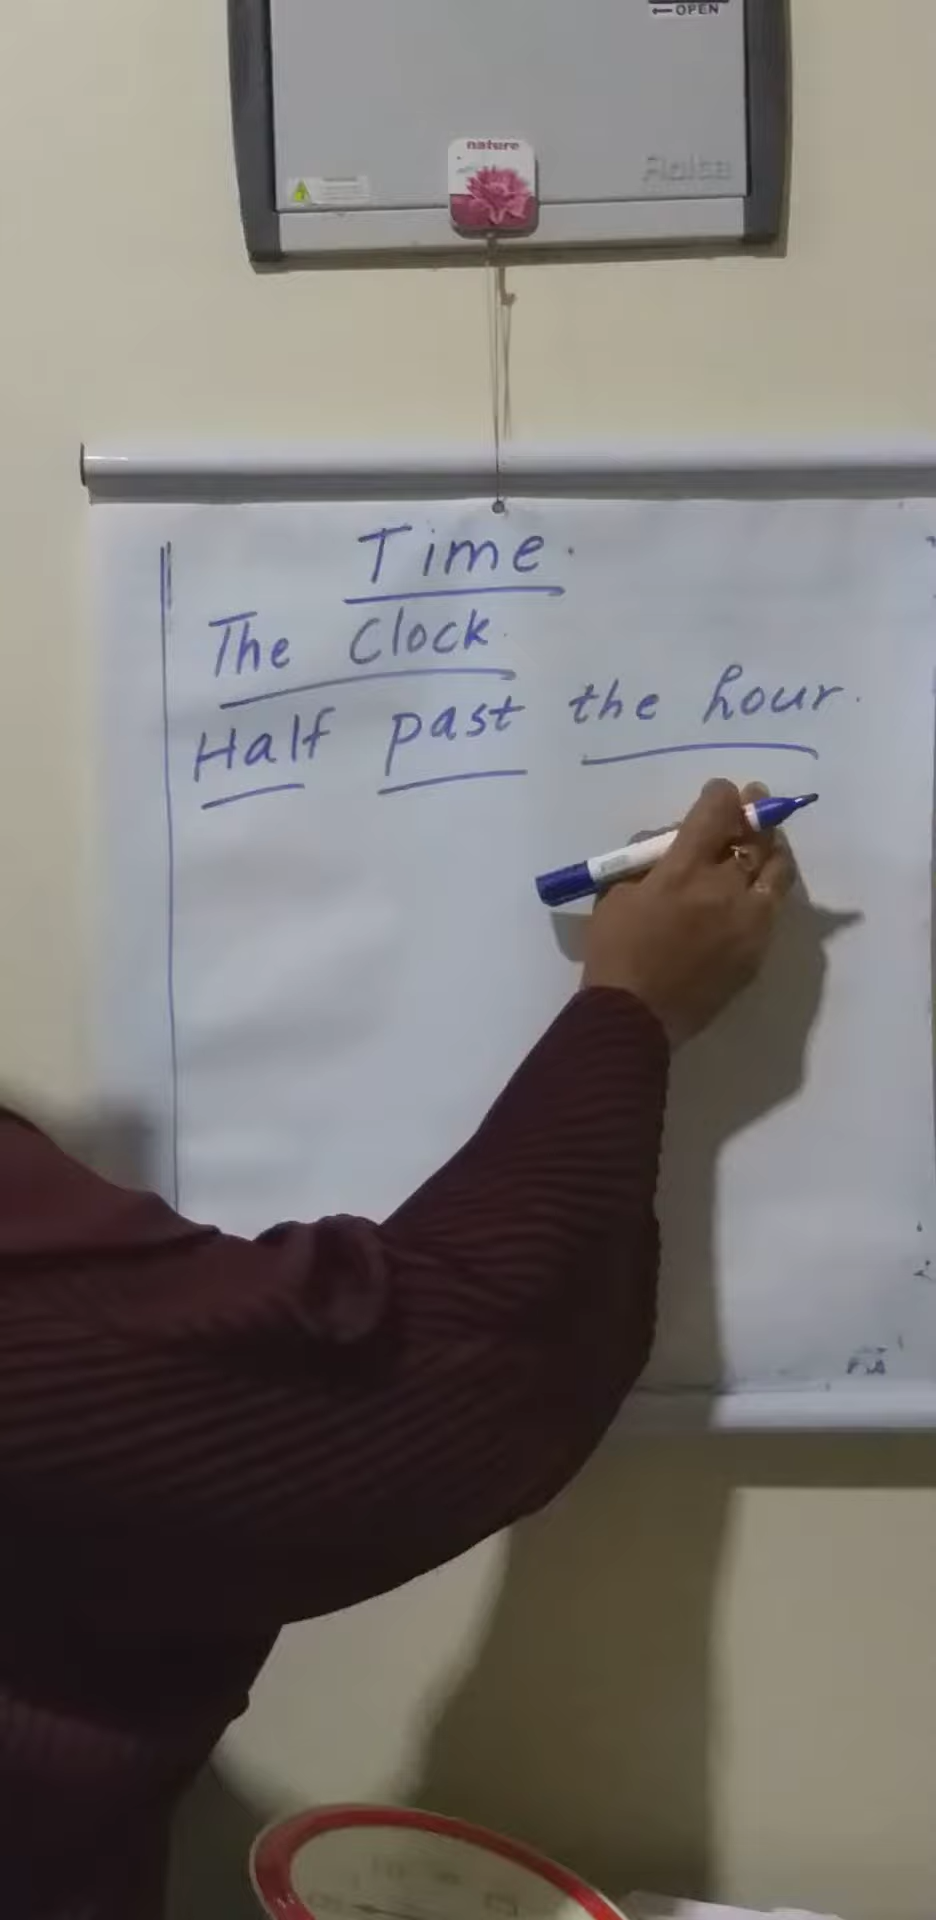 ←OPEN
nature
Time.
The Clock.
Half past the hour.